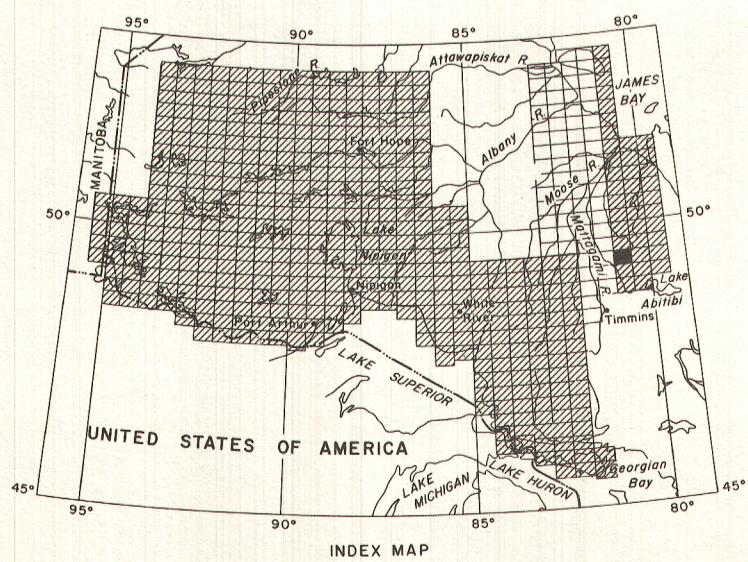 95°
90°
85°
80°
Attawapiskat R.
Pipestone R.
JAMES
BAY
MANITOBA
Fort Hope
Albany R.
Moose R.
50°
50°
Lake
Nipigon
Mattagami R.
Nipigon
Lake
Abitibi
White
River
Timmins
Port Arthur
LAKE SUPERIOR
UNITED STATES OF AMERICA
Georgian
Bay
LAKE HURON
LAKE
MICHIGAN
45°
45°
95°
90°
85°
80°
INDEX MAP